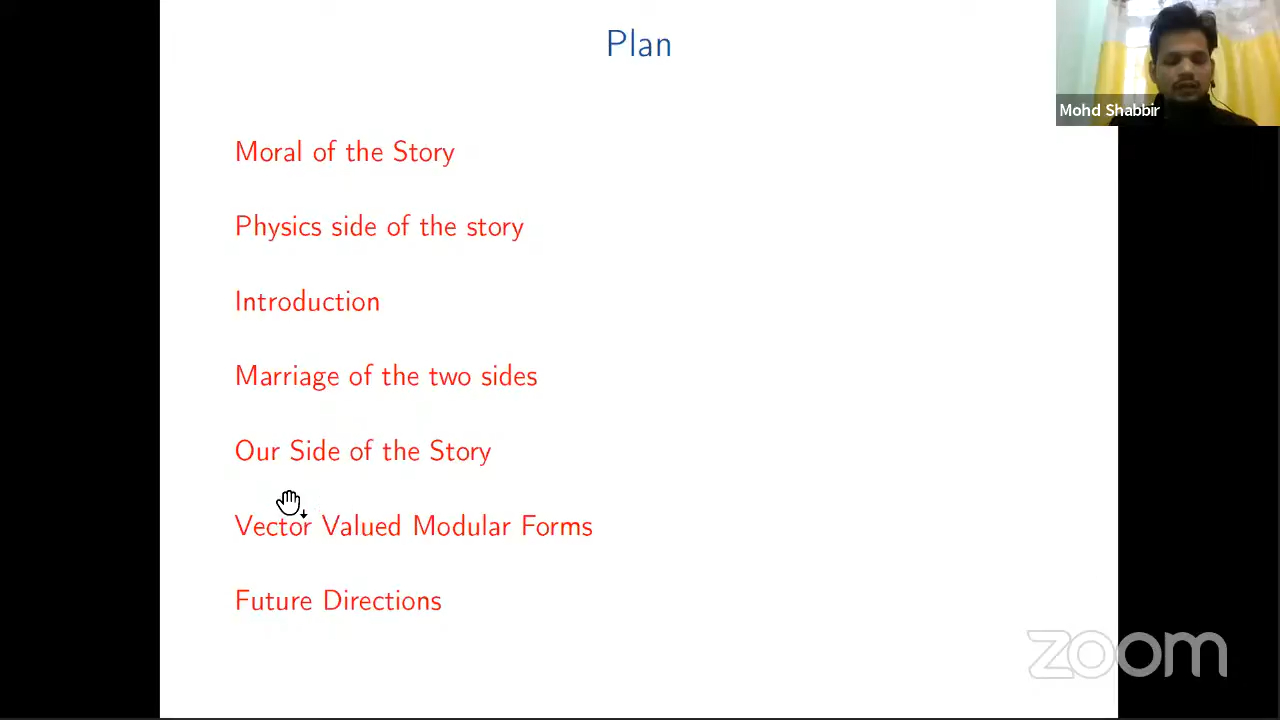 Plan
Mohd Shabbir
Moral of the Story
Physics side of the story
Introduction
Marriage of the two sides
Our Side of the Story
Vector Valued Modular Forms
Future Directions
zoom